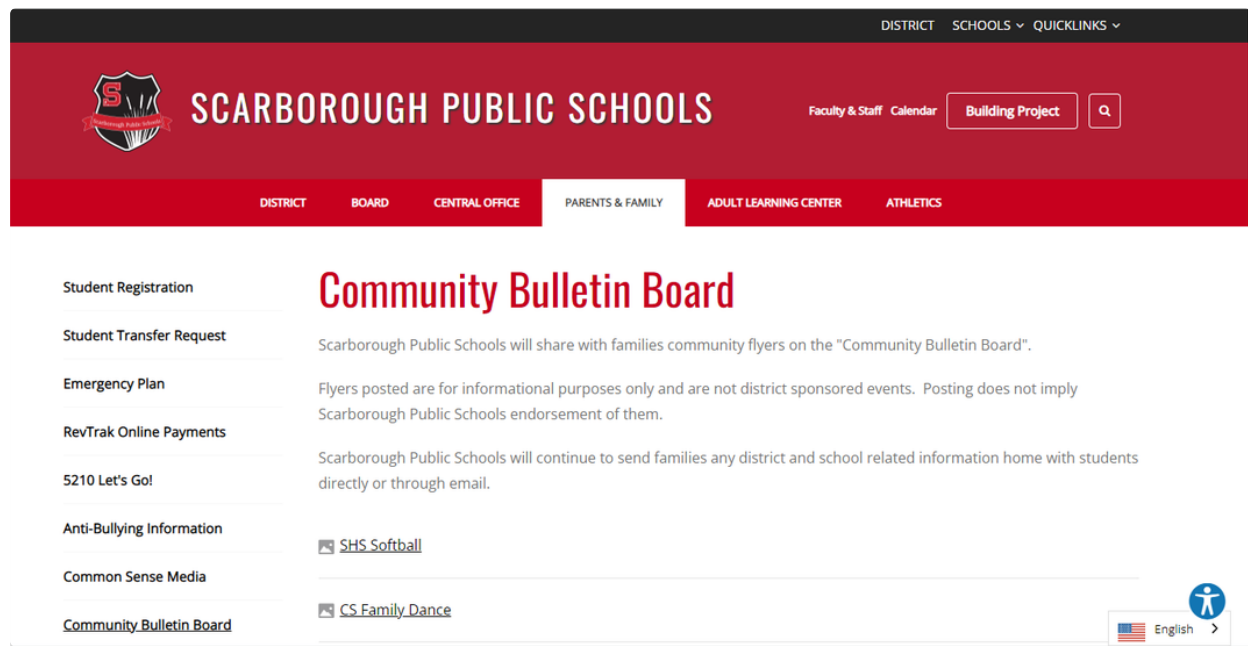 DISTRICT SCHOOLS QUICKLINKS
S
Scarborough Public Schools
SCARBOROUGH PUBLIC SCHOOLS
Faculty & Staff Calendar Building Project
DISTRICT BOARD CENTRAL OFFICE PARENTS & FAMILY ADULT LEARNING CENTER ATHLETICS
Student Registration
Student Transfer Request
Emergency Plan
RevTrak Online Payments
5210 Let's Go!
Anti-Bullying Information
Common Sense Media
Community Bulletin Board
Community Bulletin Board
Scarborough Public Schools will share with families community flyers on the "Community Bulletin Board".
Flyers posted are for informational purposes only and are not district sponsored events. Posting does not imply
Scarborough Public Schools endorsement of them.
Scarborough Public Schools will continue to send families any district and school related information home with students
directly or through email.
SHS Softball
CS Family Dance
English